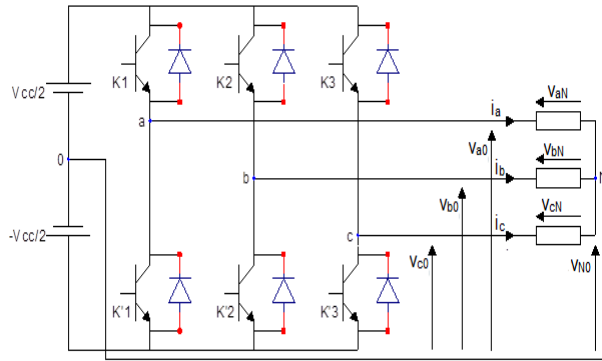 K1
K2
K3
Vcc/2
a
ia
VaN
0
Va0
b
ib
VbN
N
Vb0
-Vcc/2
c
ic
VcN
Vc0
VN0
K'1
K'2
K'3